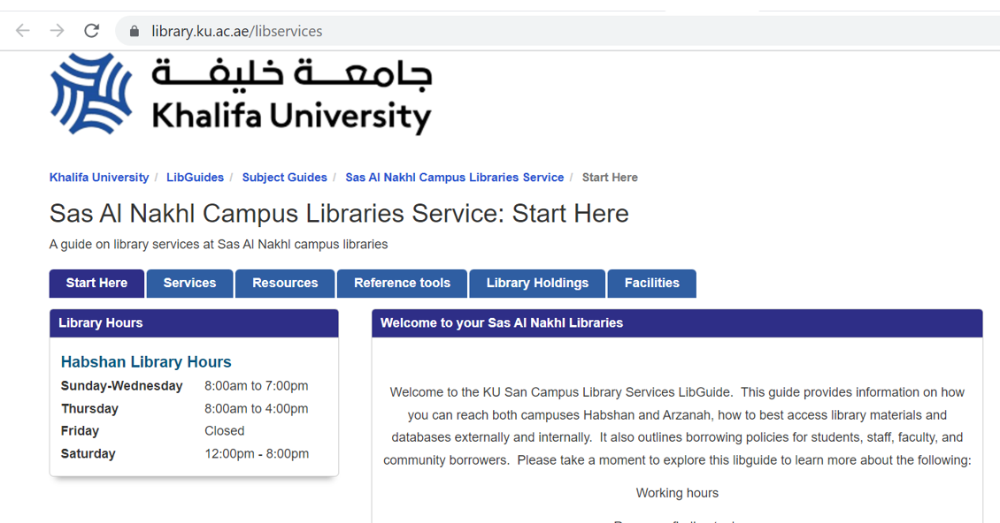 library.ku.ac.ae/libservices
جامعة خليفة
Khalifa University
Khalifa University / LibGuides / Subject Guides / Sas Al Nakhl Campus Libraries Service / Start Here
Sas Al Nakhl Campus Libraries Service: Start Here
A guide on library services at Sas Al Nakhl campus libraries
Start Here Services Resources Reference tools Library Holdings Facilities
Library Hours
Habshan Library Hours
Sunday-Wednesday 8:00am to 7:00pm
Thursday 8:00am to 4:00pm
Friday Closed
Saturday 12:00pm - 8:00pm
Welcome to your Sas Al Nakhl Libraries
Welcome to the KU San Campus Library Services LibGuide. This guide provides information on how
you can reach both campuses Habshan and Arzanah, how to best access library materials and
databases externally and internally. It also outlines borrowing policies for students, staff, faculty, and
community borrowers. Please take a moment to explore this libguide to learn more about the following:
Working hours